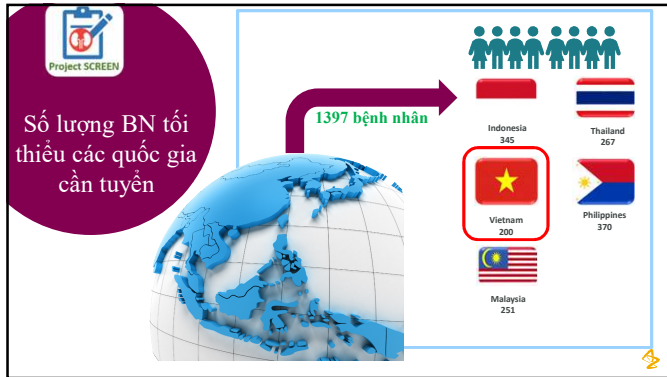 Project SCREEN
Số lượng BN tối
thiểu các quốc gia
cần tuyển
1397 bệnh nhân
Indonesia
345
Thailand
267
Vietnam
200
Philippines
370
Malaysia
251